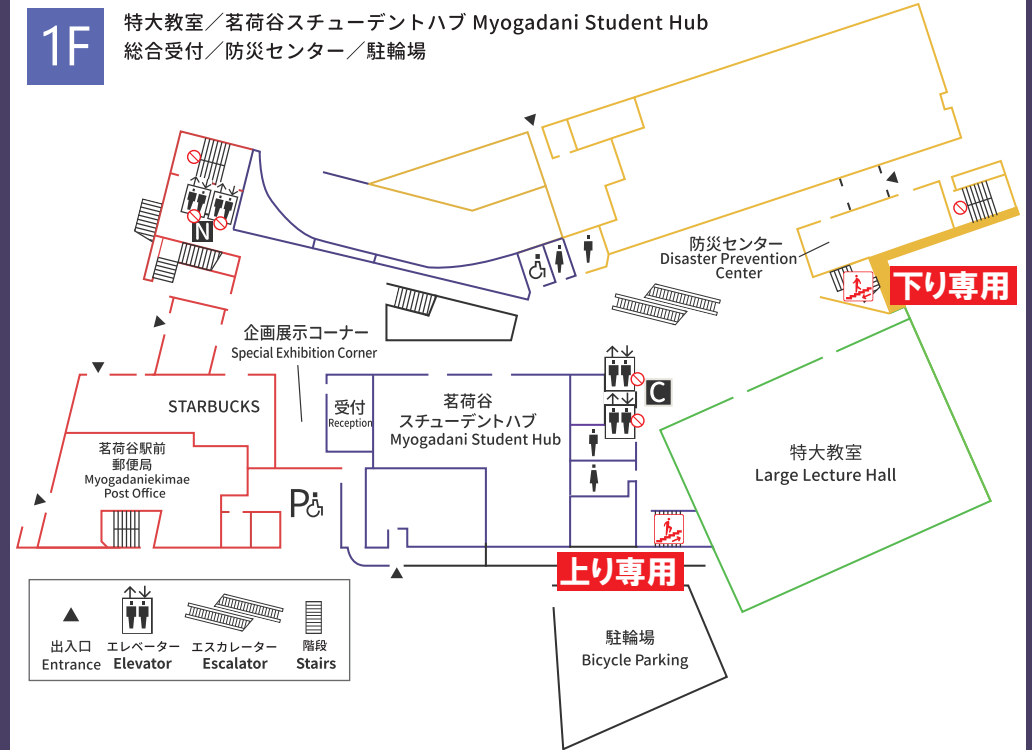 1F
特大教室／茗荷谷スチューデントハブ Myogadani Student Hub
総合受付／防災センター／駐輪場
N
防災センター
Disaster Prevention
Center
下り専用
企画展示コーナー
Special Exhibition Corner
STARBUCKS
受付
Reception
茗荷谷
スチューデントハブ
Myogadani Student Hub
C
茗荷谷駅前
郵便局
Myogadaniekimae
Post Office
P
特大教室
Large Lecture Hall
上り専用
駐輪場
Bicycle Parking
出入口
Entrance
エレベーター
Elevator
エスカレーター
Escalator
階段
Stairs